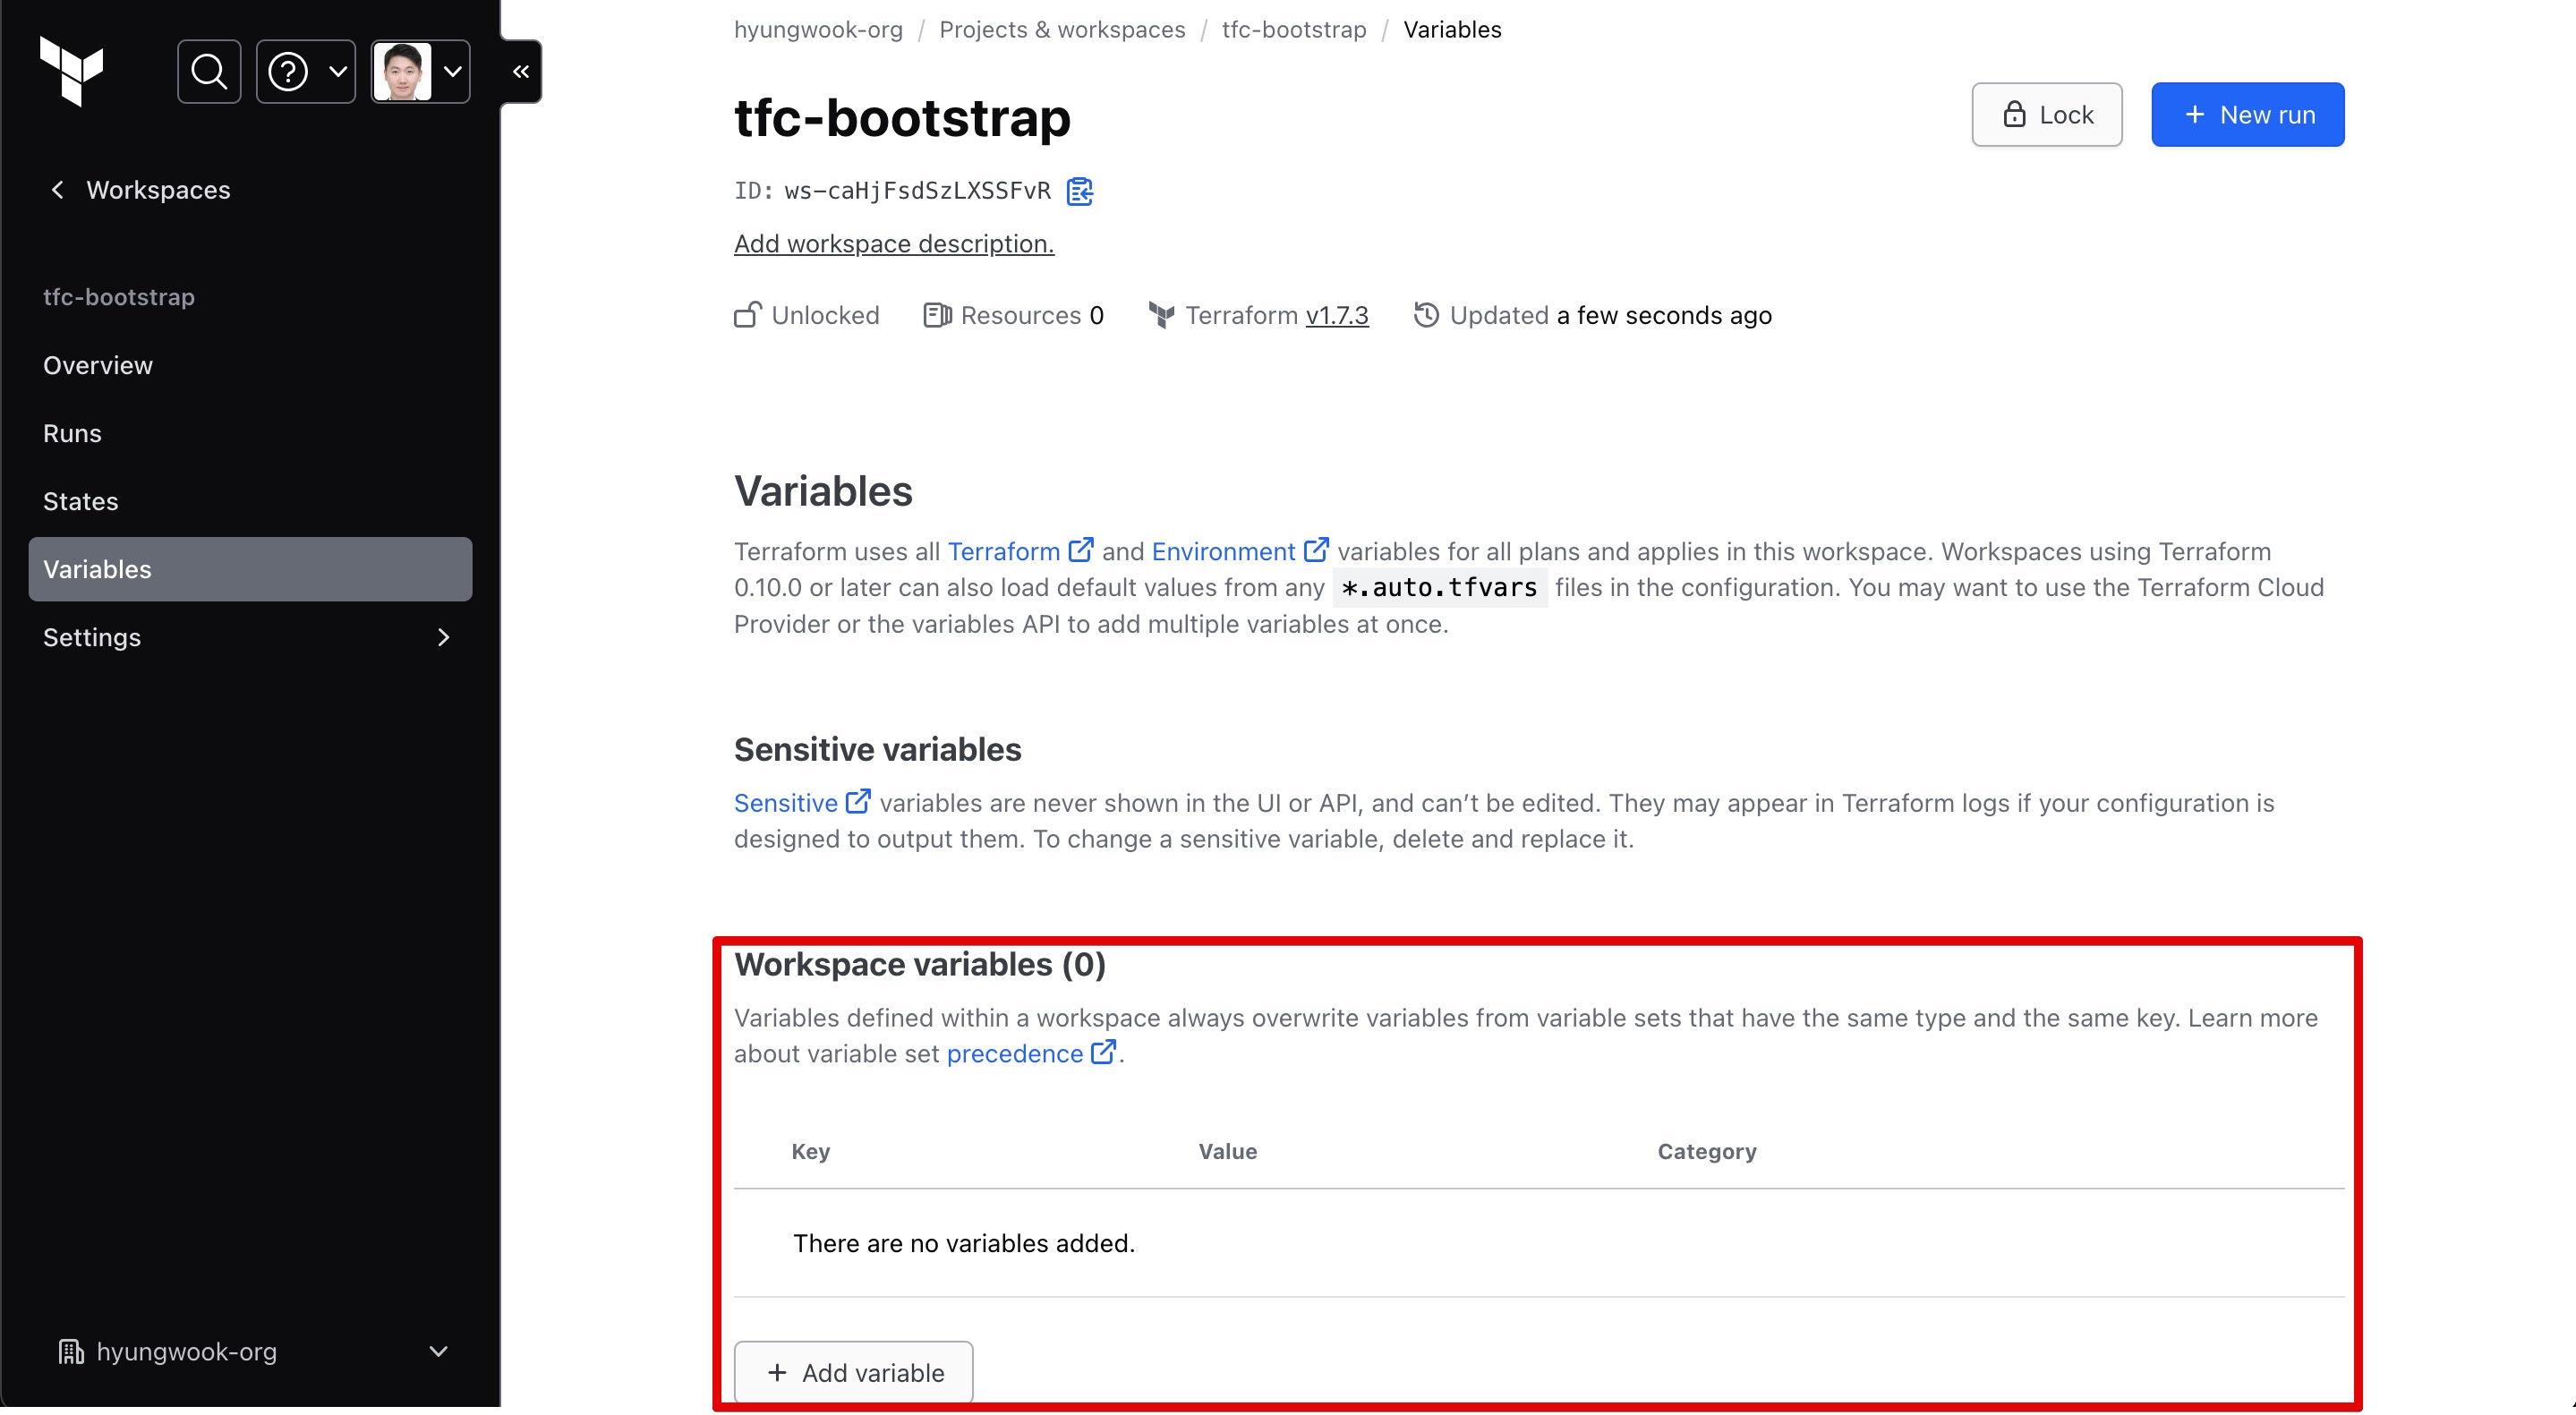 Workspaces
tfc-bootstrap
Overview
Runs
States
Variables
Settings
hyungwook-org
hyungwook-org / Projects & workspaces / tfc-bootstrap / Variables
tfc-bootstrap
Lock
+ New run
ID: ws-caHjFsdSzLXSSFvR
Add workspace description.
Unlocked Resources 0 Terraform v1.7.3 Updated a few seconds ago
Variables
Terraform uses all Terraform and Environment variables for all plans and applies in this workspace. Workspaces using Terraform
0.10.0 or later can also load default values from any *.auto.tfvars files in the configuration. You may want to use the Terraform Cloud
Provider or the variables API to add multiple variables at once.
Sensitive variables
Sensitive variables are never shown in the UI or API, and can’t be edited. They may appear in Terraform logs if your configuration is
designed to output them. To change a sensitive variable, delete and replace it.
Workspace variables (0)
Variables defined within a workspace always overwrite variables from variable sets that have the same type and the same key. Learn more
about variable set precedence .
Key Value Category
There are no variables added.
+ Add variable